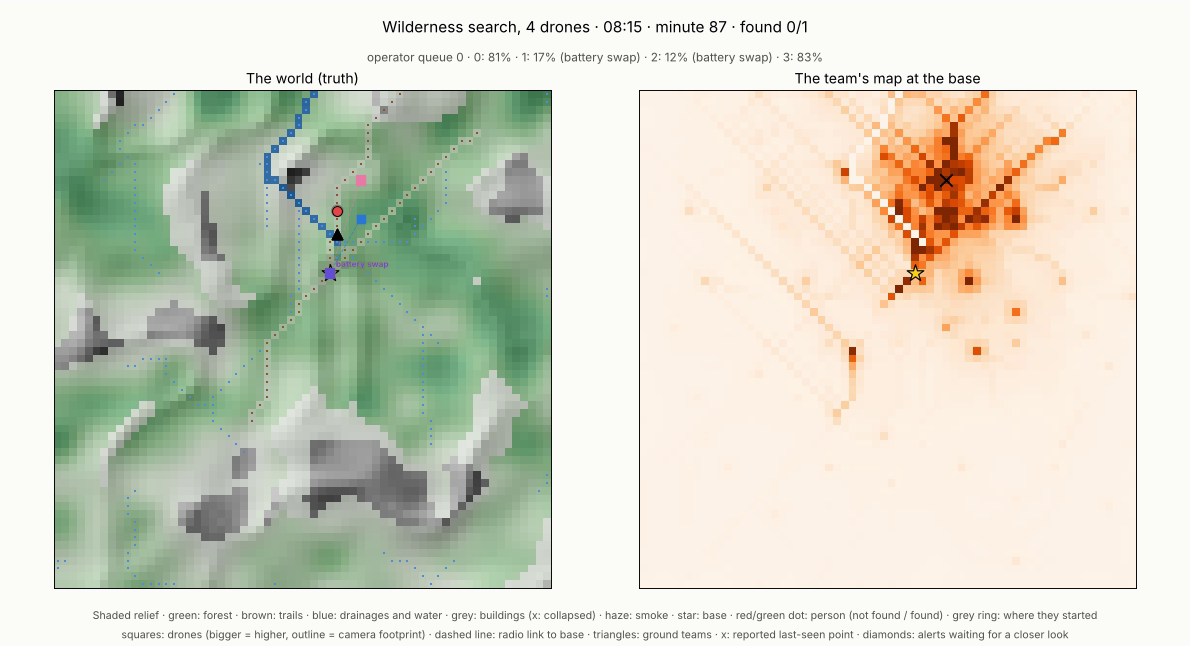 Wilderness search, 4 drones · 08:15 · minute 87 · found 0/1
operator queue 0 · 0: 81% · 1: 17% (battery swap) · 2: 12% (battery swap) · 3: 83%
The world (truth)
The team's map at the base
battery swap
Shaded relief · green: forest · brown: trails · blue: drainages and water · grey: buildings (x: collapsed) · haze: smoke · star: base · red/green dot: person (not found / found) · grey ring: where they started
squares: drones (bigger = higher, outline = camera footprint) · dashed line: radio link to base · triangles: ground teams · x: reported last-seen point · diamonds: alerts waiting for a closer look